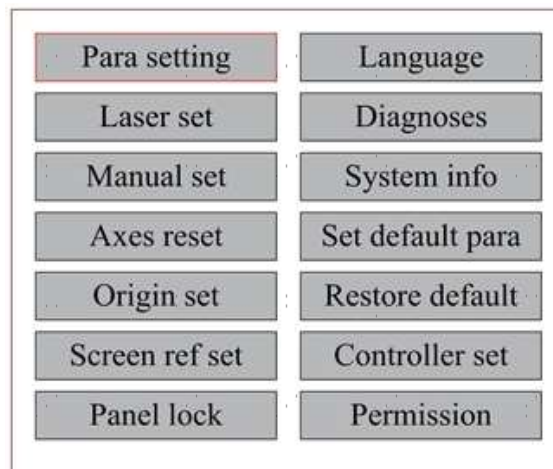 Para setting
Language
Laser set
Diagnoses
Manual set
System info
Axes reset
Set default para
Origin set
Restore default
Screen ref set
Controller set
Panel lock
Permission